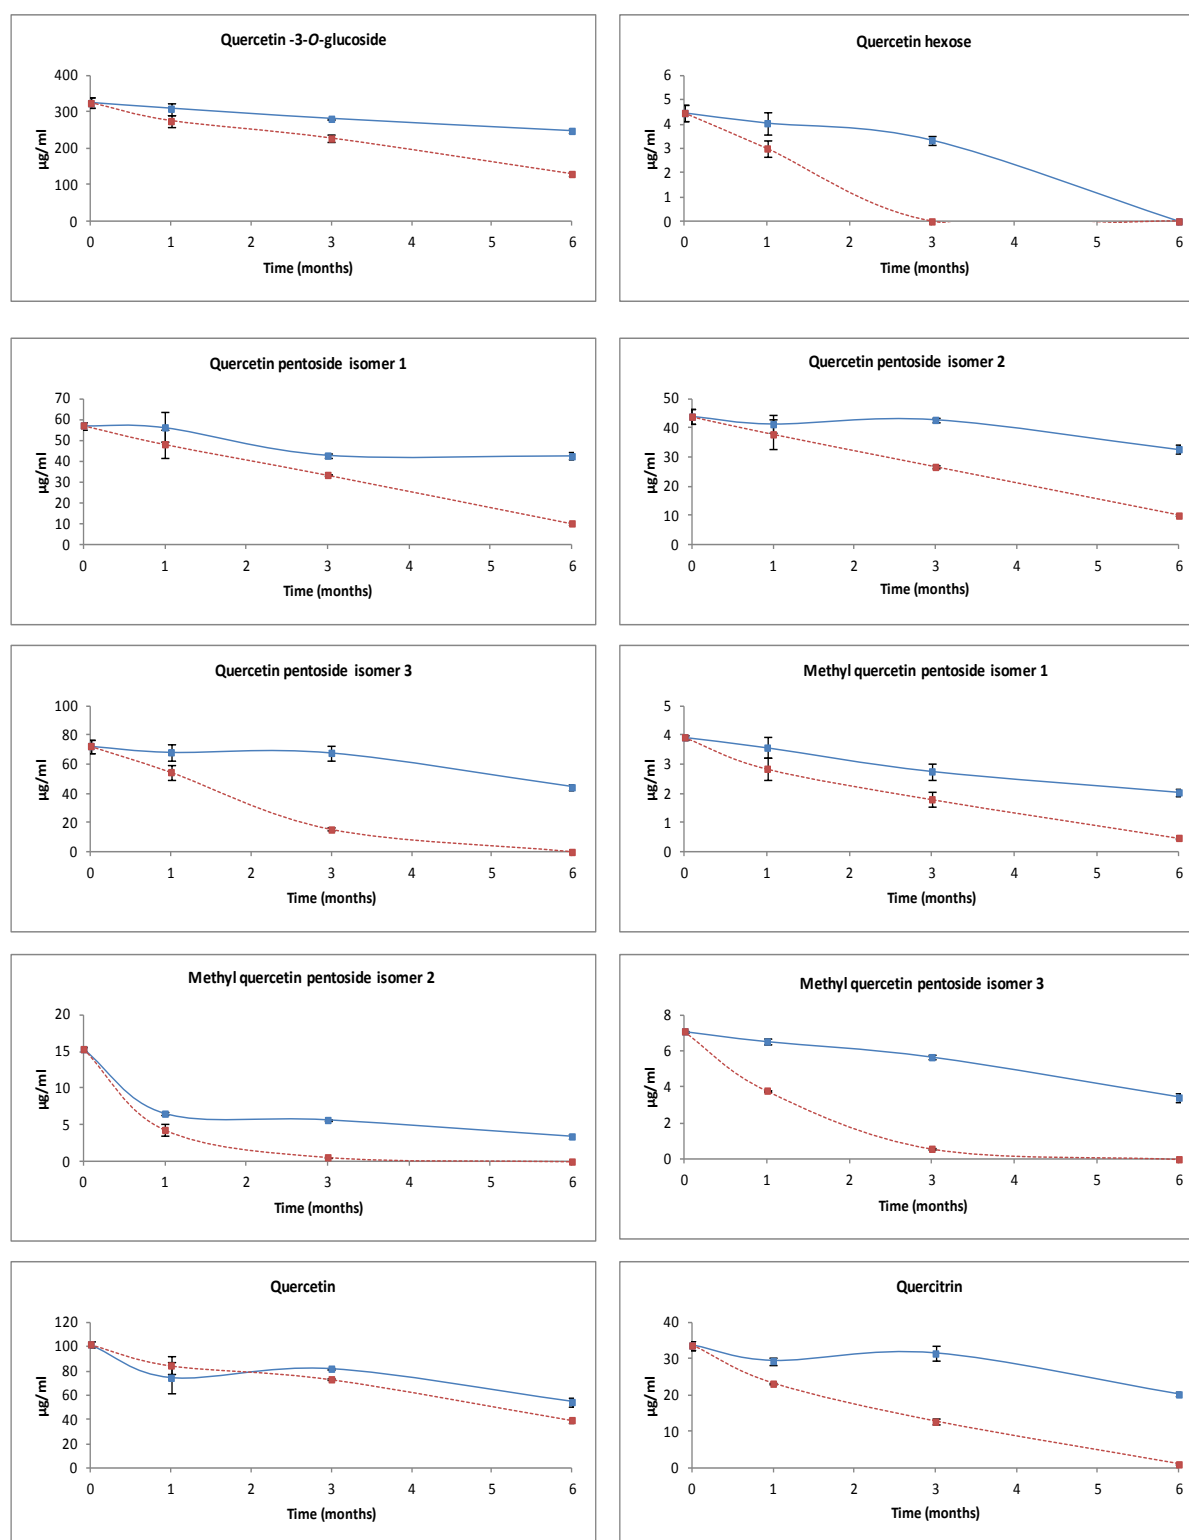 Quercetin -3-O-glucoside
400
300
200
100
0
µg/ml
0 1 2 3 4 5 6
Time (months)
Quercetin hexose
6
5
4
3
2
1
0
µg/ml
0 1 2 3 4 5 6
Time (months)
Quercetin pentoside isomer 1
70
60
50
40
30
20
10
0
µg/ml
0 1 2 3 4 5 6
Time (months)
Quercetin pentoside isomer 2
50
40
30
20
10
0
µg/ml
0 1 2 3 4 5 6
Time (months)
Quercetin pentoside isomer 3
100
80
60
40
20
0
µg/ml
0 1 2 3 4 5 6
Time (months)
Methyl quercetin pentoside isomer 1
5
4
3
2
1
0
µg/ml
0 1 2 3 4 5 6
Time (months)
Methyl quercetin pentoside isomer 2
20
15
10
5
0
µg/ml
0 1 2 3 4 5 6
Time (months)
Methyl quercetin pentoside isomer 3
8
6
4
2
0
µg/ml
0 1 2 3 4 5 6
Time (months)
Quercetin
120
100
80
60
40
20
0
µg/ml
0 1 2 3 4 5 6
Time (months)
Quercitrin
40
30
20
10
0
µg/ml
0 1 2 3 4 5 6
Time (months)